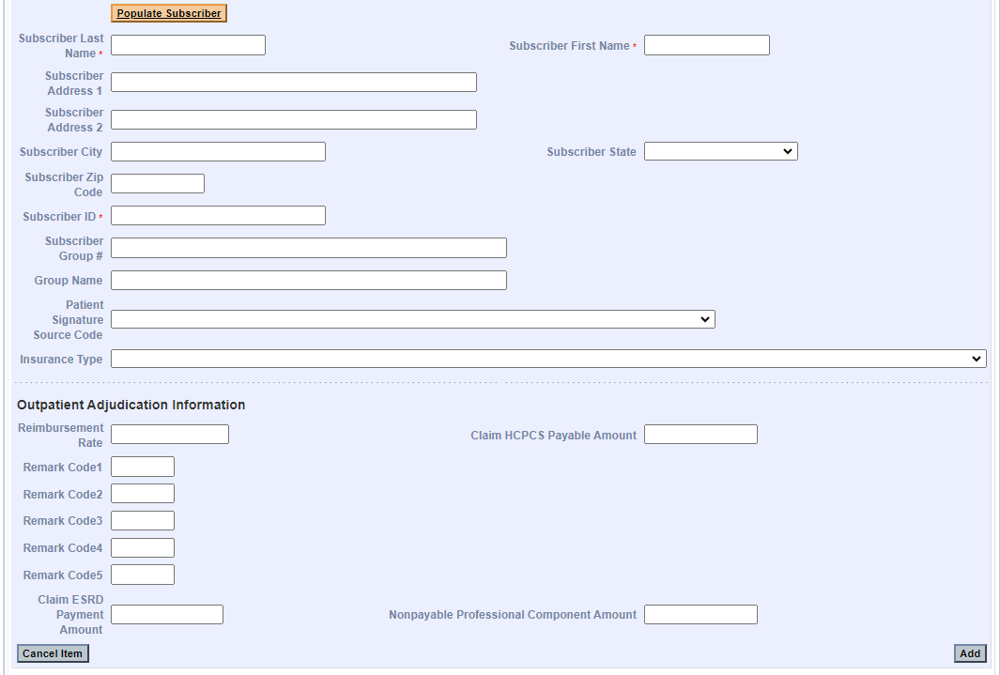 Populate Subscriber
Subscriber Last
Name *
Subscriber First Name *
Subscriber
Address 1
Subscriber
Address 2
Subscriber City
Subscriber State
Subscriber Zip
Code
Subscriber ID *
Subscriber
Group #
Group Name
Patient
Signature
Source Code
Insurance Type
Outpatient Adjudication Information
Reimbursement
Rate
Claim HCPCS Payable Amount
Remark Code1
Remark Code2
Remark Code3
Remark Code4
Remark Code5
Claim ESRD
Payment
Amount
Nonpayable Professional Component Amount
Cancel Item
Add